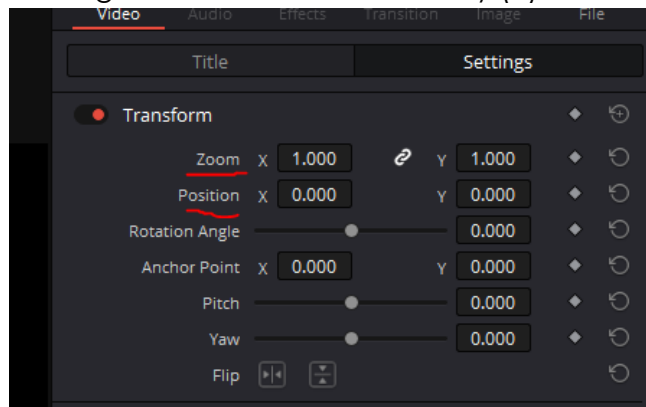 Video Audio Effects Transition Image File
Title Settings
Transform
Zoom X 1.000 Y 1.000
Position X 0.000 Y 0.000
Rotation Angle 0.000
Anchor Point X 0.000 Y 0.000
Pitch 0.000
Yaw 0.000
Flip